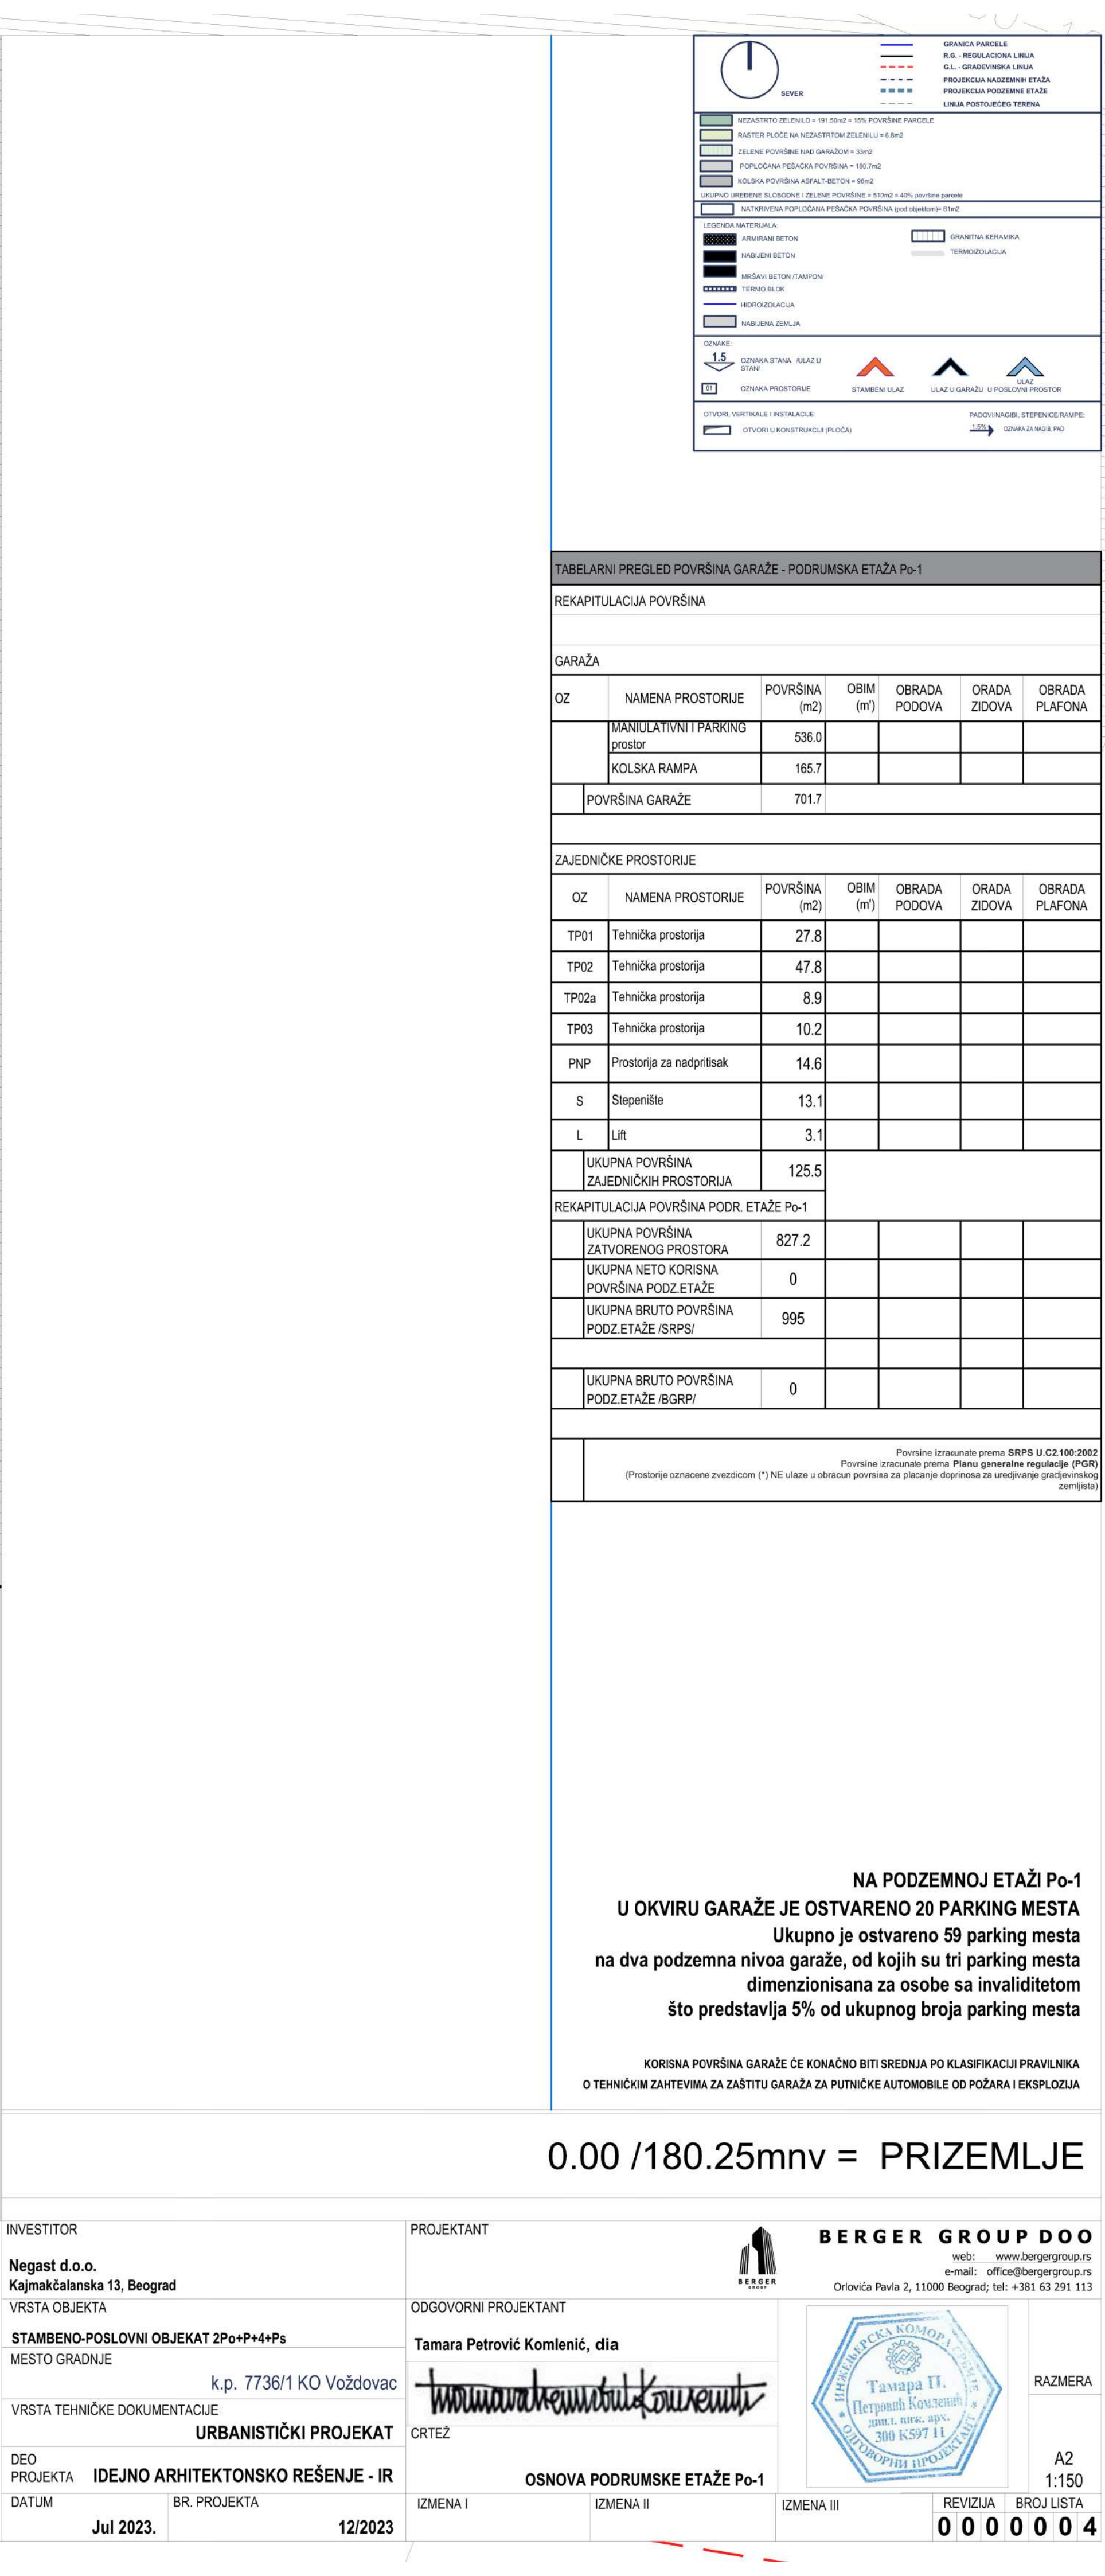 GRANICA PARCELE
R.G. - REGULACIONA LINIJA
G.L. - GRAĐEVINSKA LINIJA
PROJEKCIJA NADZEMNIH ETAŽA
PROJEKCIJA PODZEMNE ETAŽE
LINIJA POSTOJEĆEG TERENA
SEVER
NEZASTRTO ZELENILO = 191.50m2 = 15% POVRŠINE PARCELE
RASTER PLOČE NA NEZASTRTOM ZELENILU = 6.8m2
ZELENE POVRŠINE NAD GARAŽOM = 33m2
POPLOČANA PEŠAČKA POVRŠINA = 180.7m2
KOLSKA POVRŠINA ASFALT-BETON = 98m2
UKUPNO UREĐENE SLOBODNE I ZELENE POVRŠINE = 510m2 = 40% površine parcele
NATKRIVENA POPLOČANA PEŠAČKA POVRŠINA (pod objektom)= 61m2
LEGENDA MATERIJALA:
ARMIRANI BETON
GRANITNA KERAMIKA
NABIJENI BETON
TERMOIZOLACIJA
MRŠAVI BETON /TAMPON/
TERMO BLOK
HIDROIZOLACIJA
NABIJENA ZEMLJA
OZNAKE:
1.5
OZNAKA STANA /ULAZ U STAN/
01
OZNAKA PROSTORIJE
STAMBENI ULAZ
ULAZ U GARAŽU
ULAZ
U POSLOVNI PROSTOR
OTVORI, VERTIKALE I INSTALACIJE:
PADOVI/NAGIBI, STEPENICE/RAMPE:
OTVORI U KONSTRUKCIJI (PLOČA)
1.5%
OZNAKA ZA NAGIB, PAD
TABELARNI PREGLED POVRŠINA GARAŽE - PODRUMSKA ETAŽA Po-1
REKAPITULACIJA POVRŠINA
GARAŽA
OZ NAMENA PROSTORIJE POVRŠINA (m2) OBIM (m') OBRADA PODOVA ORADA ZIDOVA OBRADA PLAFONA
MANIULATIVNI I PARKING prostor 536.0
KOLSKA RAMPA 165.7
POVRŠINA GARAŽE 701.7
ZAJEDNIČKE PROSTORIJE
OZ NAMENA PROSTORIJE POVRŠINA (m2) OBIM (m') OBRADA PODOVA ORADA ZIDOVA OBRADA PLAFONA
TP01 Tehnička prostorija 27.8
TP02 Tehnička prostorija 47.8
TP02a Tehnička prostorija 8.9
TP03 Tehnička prostorija 10.2
PNP Prostorija za nadpritisak 14.6
S Stepenište 13.1
L Lift 3.1
UKUPNA POVRŠINA ZAJEDNIČKIH PROSTORIJA 125.5
REKAPITULACIJA POVRŠINA PODR. ETAŽE Po-1
UKUPNA POVRŠINA ZATVORENOG PROSTORA 827.2
UKUPNA NETO KORISNA POVRŠINA PODZ.ETAŽE 0
UKUPNA BRUTO POVRŠINA PODZ.ETAŽE /SRPS/ 995
UKUPNA BRUTO POVRŠINA PODZ.ETAŽE /BGRP/ 0
Povrsine izracunate prema SRPS U.C2.100:2002
Povrsine izracunate prema Planu generalne regulacije (PGR)
(Prostorije oznacene zvezdicom (*) NE ulaze u obracun povrsina za placanje doprinosa za uredjivanje gradjevinskog
zemljista)
NA PODZEMNOJ ETAŽI Po-1
U OKVIRU GARAŽE JE OSTVARENO 20 PARKING MESTA
Ukupno je ostvareno 59 parking mesta
na dva podzemna nivoa garaže, od kojih su tri parking mesta
dimenzionisana za osobe sa invaliditetom
što predstavlja 5% od ukupnog broja parking mesta
KORISNA POVRŠINA GARAŽE ĆE KONAČNO BITI SREDNJA PO KLASIFIKACIJI PRAVILNIKA
O TEHNIČKIM ZAHTEVIMA ZA ZAŠTITU GARAŽA ZA PUTNIČKE AUTOMOBILE OD POŽARA I EKSPLOZIJA
0.00 /180.25mnv = PRIZEMLJE
INVESTITOR
Negast d.o.o.
Kajmakčalanska 13, Beograd
PROJEKTANT
BERGER
GROUP
BERGER GROUP DOO
web: www.bergergroup.rs
e-mail: office@bergergroup.rs
Orlovića Pavla 2, 11000 Beograd; tel: +381 63 291 113
VRSTA OBJEKTA
STAMBENO-POSLOVNI OBJEKAT 2Po+P+4+Ps
ODGOVORNI PROJEKTANT
Tamara Petrović Komlenić, dia
MESTO GRADNJE
k.p. 7736/1 KO Voždovac
VRSTA TEHNIČKE DOKUMENTACIJE
URBANISTIČKI PROJEKAT
CRTEŽ
OSNOVA PODRUMSKE ETAŽE Po-1
DEO PROJEKTA IDEJNO ARHITEKTONSKO REŠENJE - IR
Тамара П.
Петровић Комленић
дипл. инж. арх.
300 К597 11
ОДГОВОРНИ ПРОЈЕКТАНТ
RAZMERA
A2
1:150
DATUM
Jul 2023.
BR. PROJEKTA
12/2023
IZMENA I
IZMENA II
IZMENA III
REVIZIJA BROJ LISTA
0 0 0 0 0 0 4